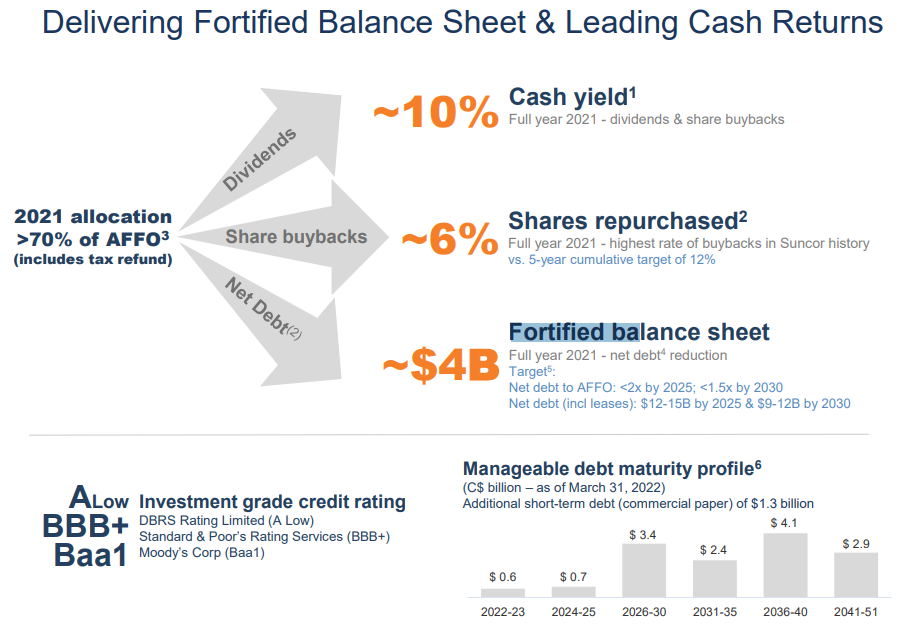 Delivering Fortified Balance Sheet & Leading Cash Returns
2021 allocation
>70% of AFFO3
(includes tax refund)
Dividends
Share buybacks
Net Debt(2)
~10%
Cash yield1
Full year 2021 - dividends & share buybacks
~6%
Shares repurchased2
Full year 2021 - highest rate of buybacks in Suncor history
vs. 5-year cumulative target of 12%
~$4B
Fortified balance sheet
Full year 2021 - net debt4 reduction
Target5:
Net debt to AFFO: <2x by 2025; <1.5x by 2030
Net debt (incl leases): $12-15B by 2025 & $9-12B by 2030
ALow
BBB+
Baa1
Investment grade credit rating
DBRS Rating Limited (A Low)
Standard & Poor's Rating Services (BBB+)
Moody's Corp (Baa1)
Manageable debt maturity profile6
(C$ billion – as of March 31, 2022)
Additional short-term debt (commercial paper) of $1.3 billion
$ 0.6
$ 0.7
$ 3.4
$ 2.4
$ 4.1
$ 2.9
2022-23
2024-25
2026-30
2031-35
2036-40
2041-51